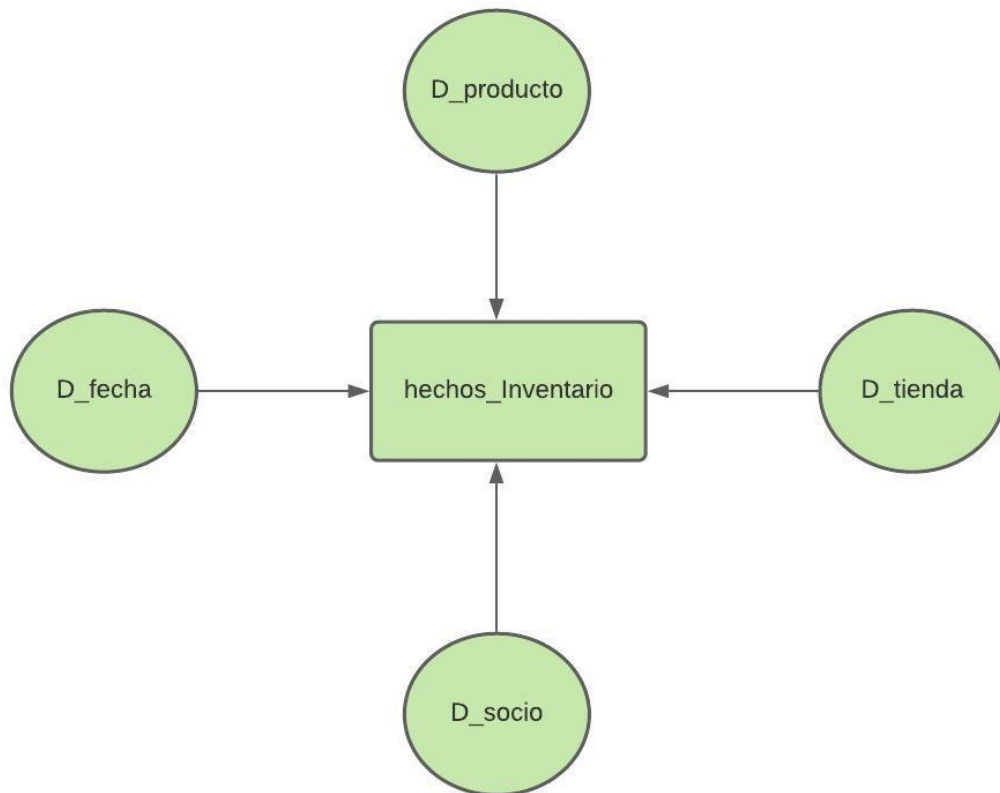 D_producto
D_fecha
hechos_Inventario
D_tienda
D_socio